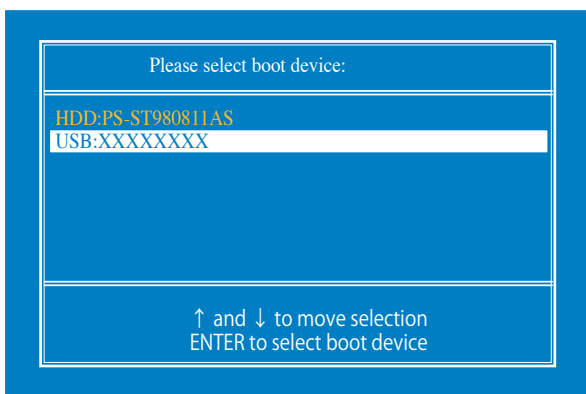 Please select boot device:
HDD:PS-ST980811AS
USB:XXXXXXXX
↑ and ↓ to move selection
ENTER to select boot device